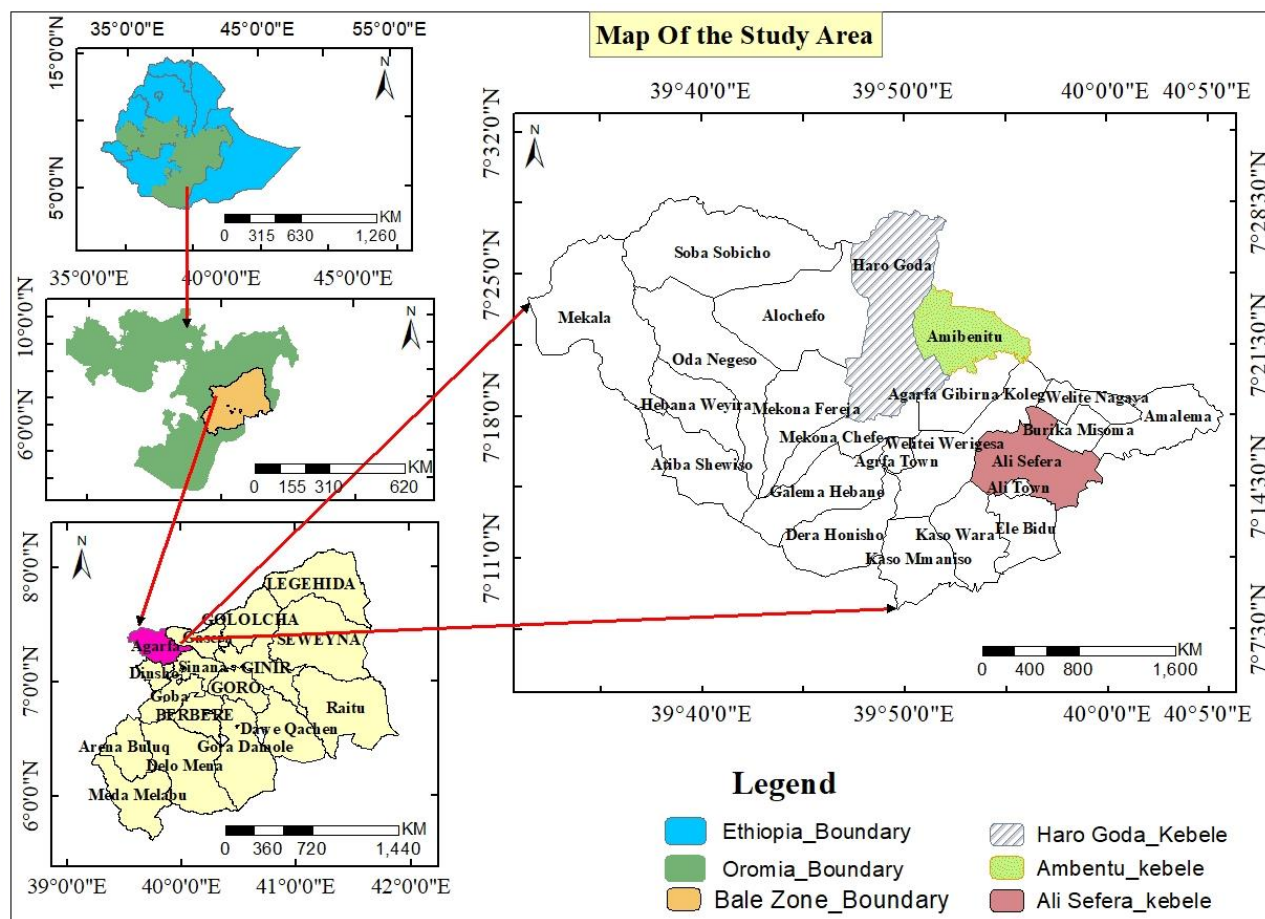 Map Of the Study Area
35°0'0"E 45°0'0"E 55°0'0"E
15°0'0"N
5°0'0"N
N
KM
0 315 630 1,260
35°0'0"E 40°0'0"E 45°0'0"E
10°0'0"N
6°0'0"N
N
KM
0 155 310 620
N
8°0'0"N
7°0'0"N
6°0'0"N
LEGEHIDA
GOLOLCHA
SEWEYNA
Agarfa
Sinana
GINIR
Dinsho
GORO
Goba
Raitu
BERBERE
Dawe Qachen
Arena Buluq
Gora Damole
Delo Mena
Meda Melabu
KM
0 360 720 1,440
39°0'0"E 40°0'0"E 41°0'0"E 42°0'0"E
39°40'0"E 39°50'0"E 40°0'0"E 40°5'0"E
7°32'0"N
7°25'0"N
7°18'0"N
7°11'0"N
7°28'30"N
7°21'30"N
7°14'30"N
7°7'30"N
N
Soba Sobicho
Haro Goda
Mekala
Alochefo
Amibenitu
Oda Negeso
Agarfa Gibirna Koleg
Welite Nagaya
Hebana Weyira
Mekona Fereja
Amalema
Burika Misoma
Mekona Chefe
Welitei Werigesa
Atiba Shewiso
Agrfa Town
Ali Sefera
Galema Hebano
Ali Town
Dera Honisho
Kaso Wara
Ele Bidu
Kaso Mmaniso
KM
0 400 800 1,600
39°40'0"E 39°50'0"E 40°0'0"E 40°5'0"E
Legend
Ethiopia_Boundary
Oromia_Boundary
Bale Zone_Boundary
Haro Goda_Kebele
Ambentu_kebele
Ali Sefera_kebele